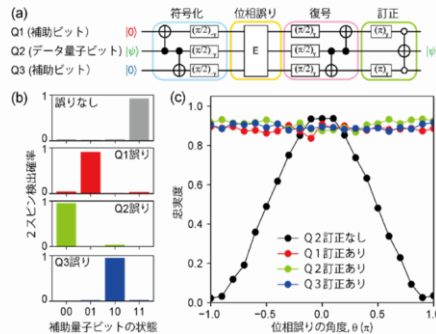 (a)
符号化 位相誤り 復号 訂正
Q1 (補助ビット) |0⟩ (π/2) (π/2) (π)
Q2 (データ量子ビット) |ψ⟩ (π/2) E (π/2) |ψ⟩
Q3 (補助ビット) |0⟩ (π/2) (π/2) (π)
(b)
誤りなし
Q1誤り
Q2誤り
Q3誤り
2スピン検出確率
00 01 10 11
補助量子ビットの状態
(c)
1.0
0.8
0.6
0.4
0.2
0.0
忠実度
Q2訂正なし
Q1訂正あり
Q2訂正あり
Q3訂正あり
-1.0 -0.5 0.0 0.5 1.0
位相誤りの角度, θ (π)